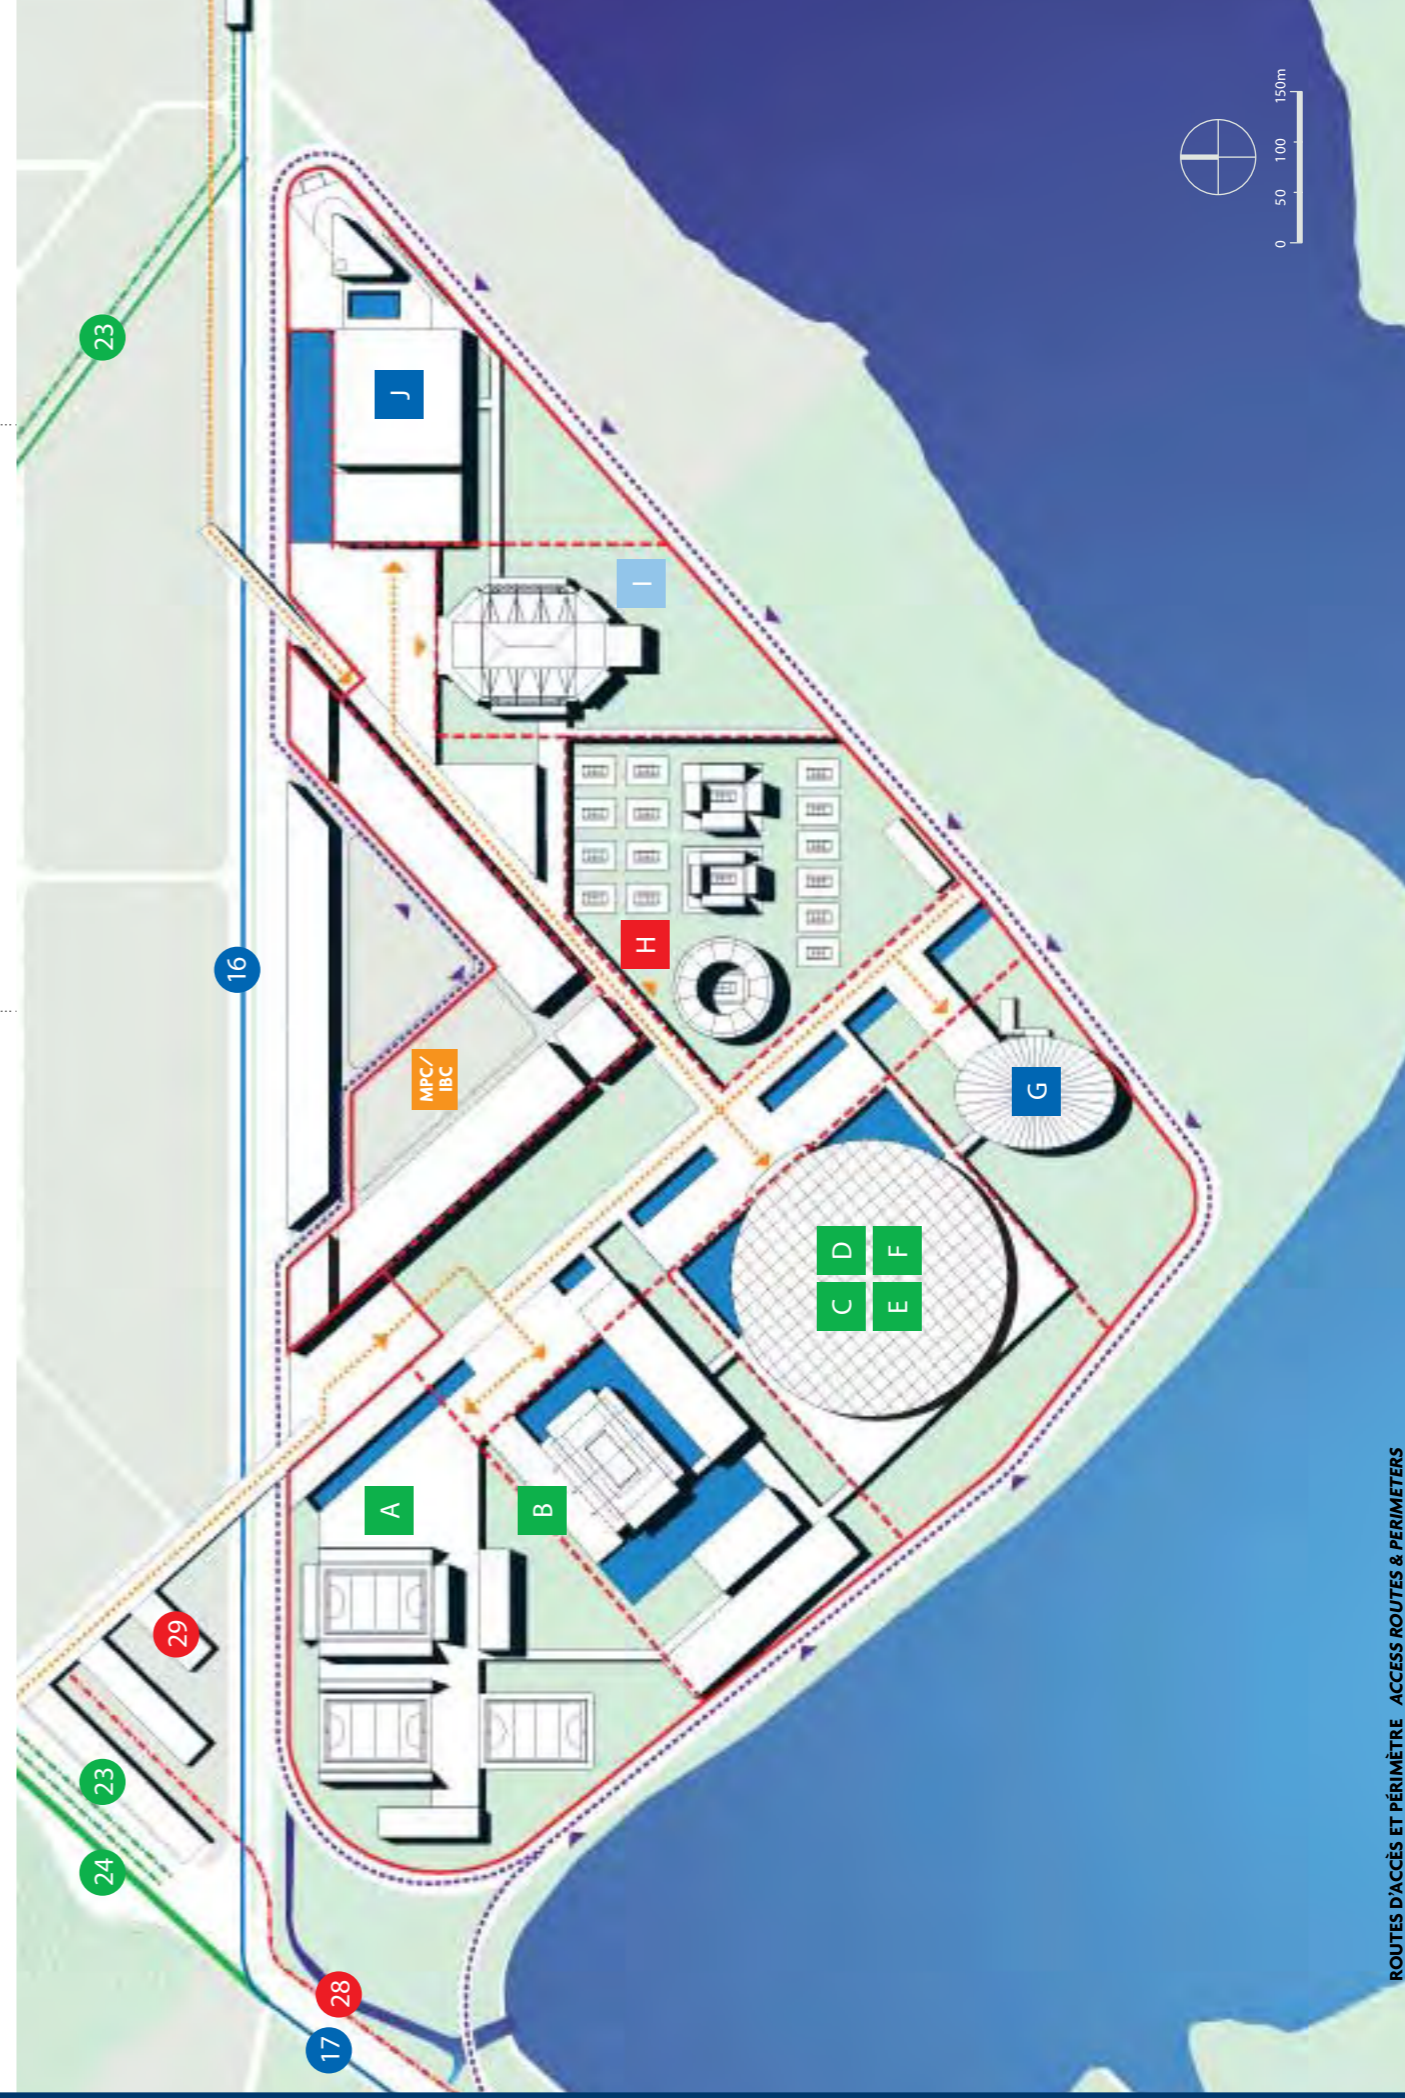 ROUTES D'ACCÈS ET PÉRIMÈTRE ACCESS ROUTES & PERIMETERS
24
23
29
23
28
17
16
A
B
MPC/
IBC
C
D
E
F
G
H
I
J
0 50 100 150m